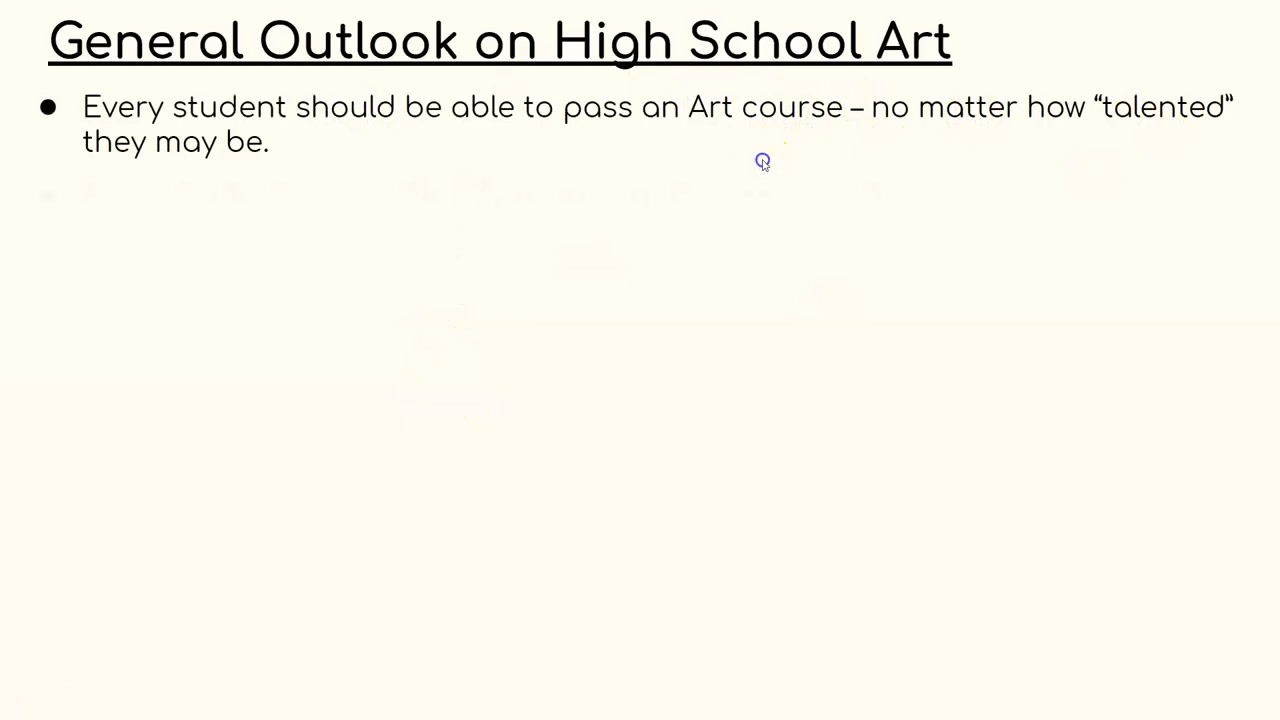 General Outlook on High School Art
● Every student should be able to pass an Art course – no matter how “talented”
they may be.